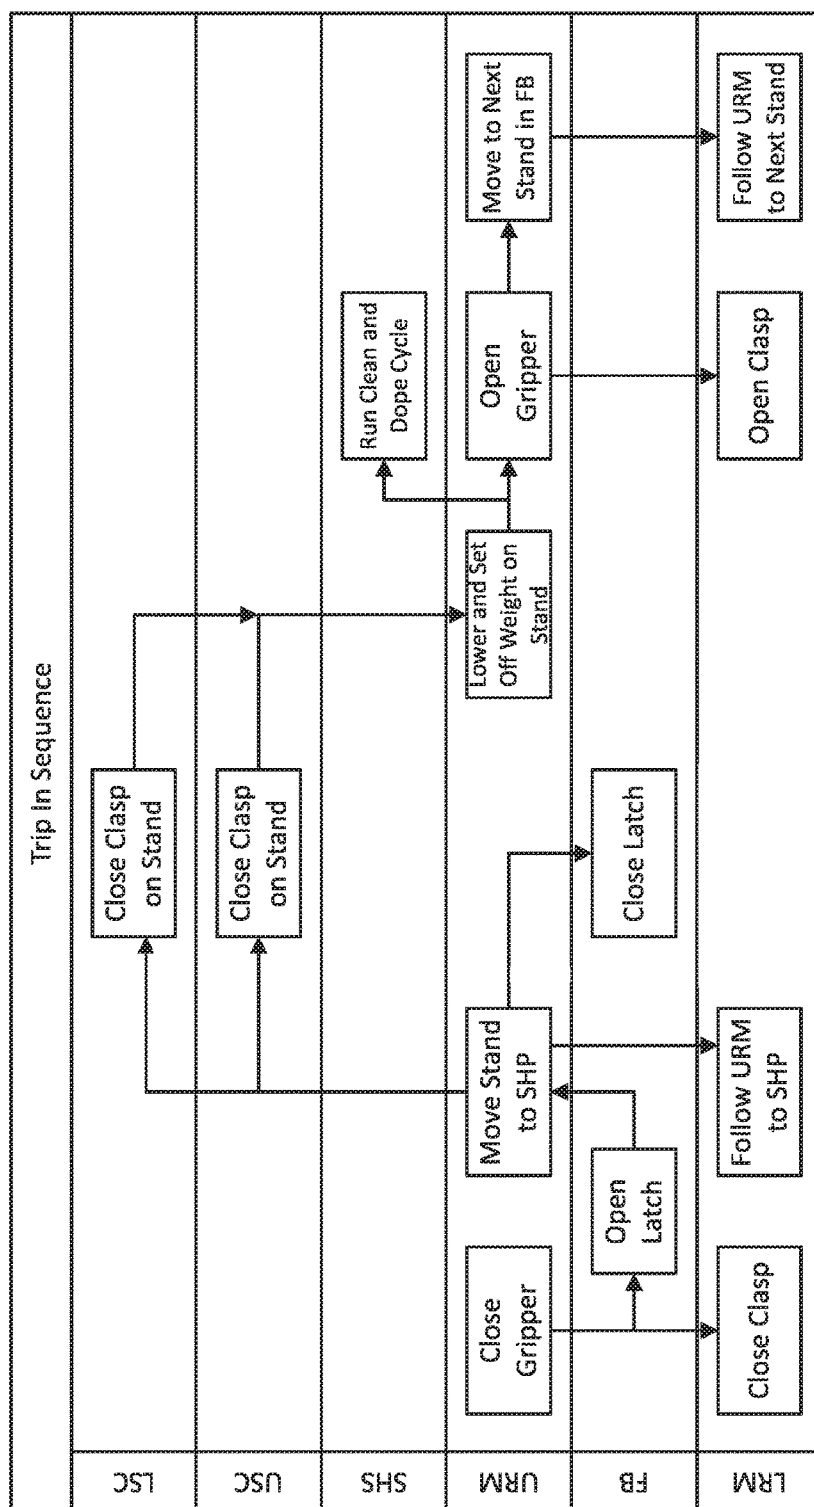 Trip In Sequence
LSC
Close Clasp
on Stand
USC
Close Clasp
on Stand
SHS
Run Clean and
Dope Cycle
URM
Close
Gripper
Move Stand
to SHP
Lower and Set
Off Weight on
Stand
Open
Gripper
Move to Next
Stand in FB
FB
Open
Latch
Close Latch
LRM
Close Clasp
Follow URM
to SHP
Open Clasp
Follow URM
to Next Stand